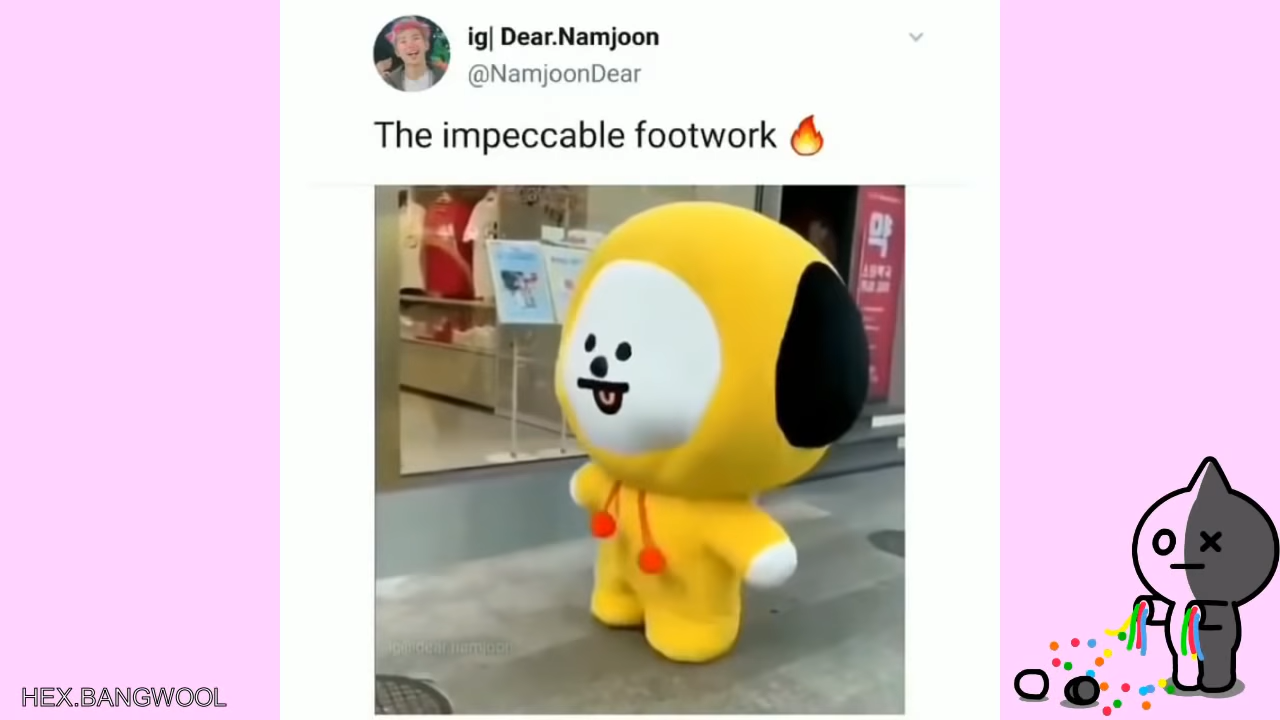 ig| Dear.Namjoon
@NamjoonDear
The impeccable footwork 🔥
HEX.BANGWOOL